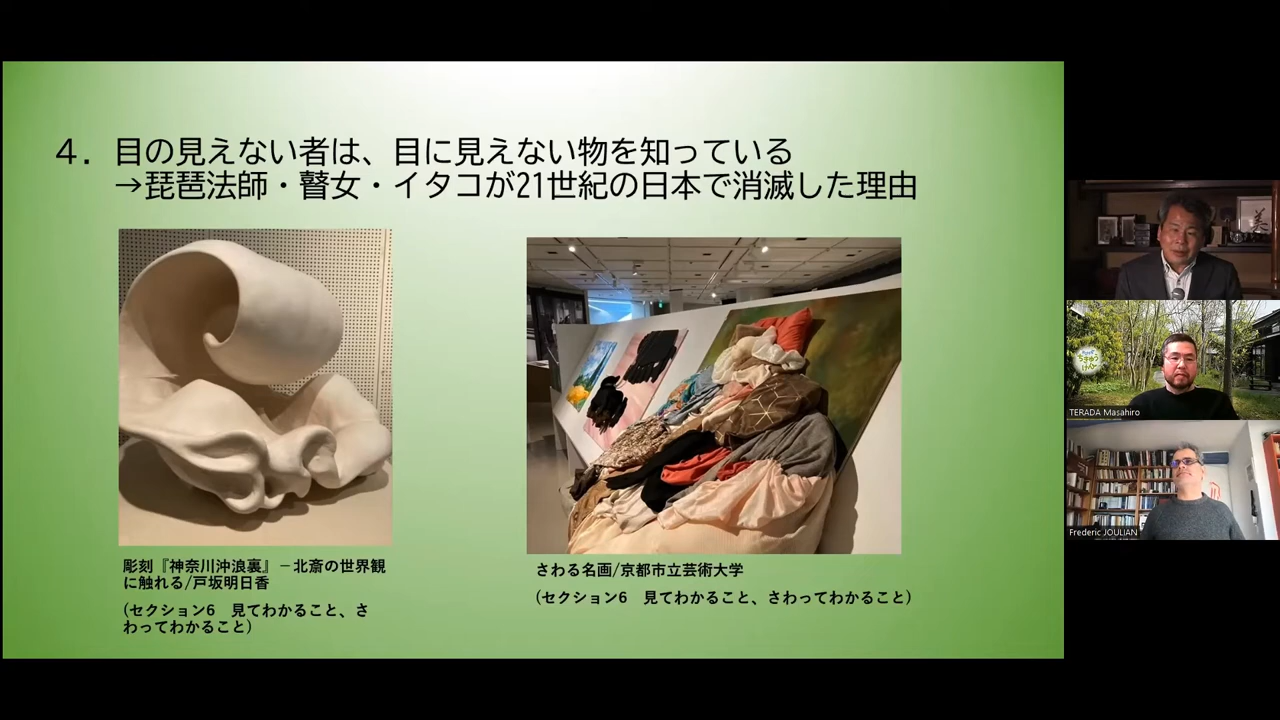 ４．目の見えない者は、目に見えない物を知っている
→琵琶法師・瞽女・イタコが21世紀の日本で消滅した理由
彫刻『神奈川沖浪裏』－北斎の世界観
に触れる/戸坂明日香
(セクション6　見てわかること、さ
わってわかること)
さわる名画/京都市立芸術大学
(セクション6　見てわかること、さわってわかること)
美
TERADA Masahiro
Frederic JOULIAN